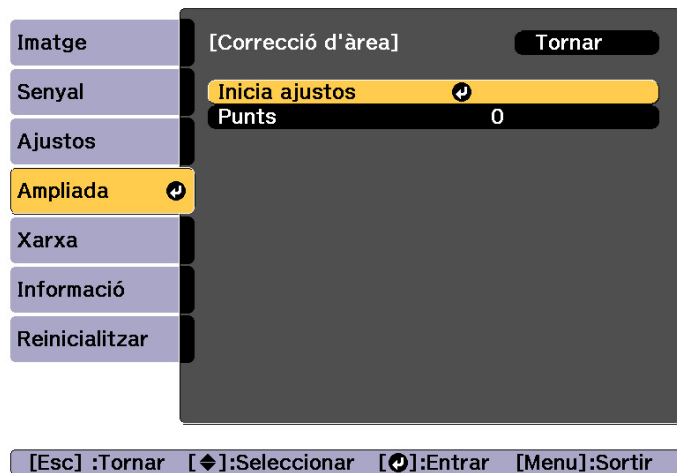 Imatge
Senyal
Ajustos
Ampliada
Xarxa
Informació
Reinicialitzar
[Correcció d'àrea] Tornar
Inicia ajustos
Punts 0
[Esc] :Tornar [◆]:Seleccionar [↵]:Entrar [Menu]:Sortir